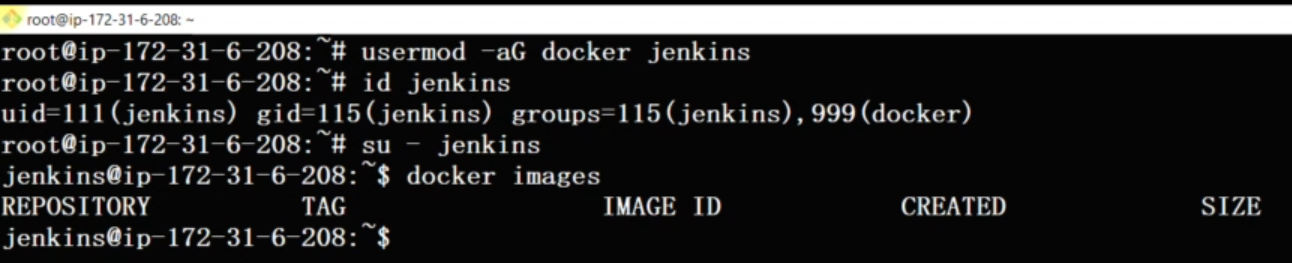 root@ip-172-31-6-208: ~
root@ip-172-31-6-208:~# usermod -aG docker jenkins
root@ip-172-31-6-208:~# id jenkins
uid=111(jenkins) gid=115(jenkins) groups=115(jenkins),999(docker)
root@ip-172-31-6-208:~# su - jenkins
jenkins@ip-172-31-6-208:~$ docker images
REPOSITORY TAG IMAGE ID CREATED SIZE
jenkins@ip-172-31-6-208:~$